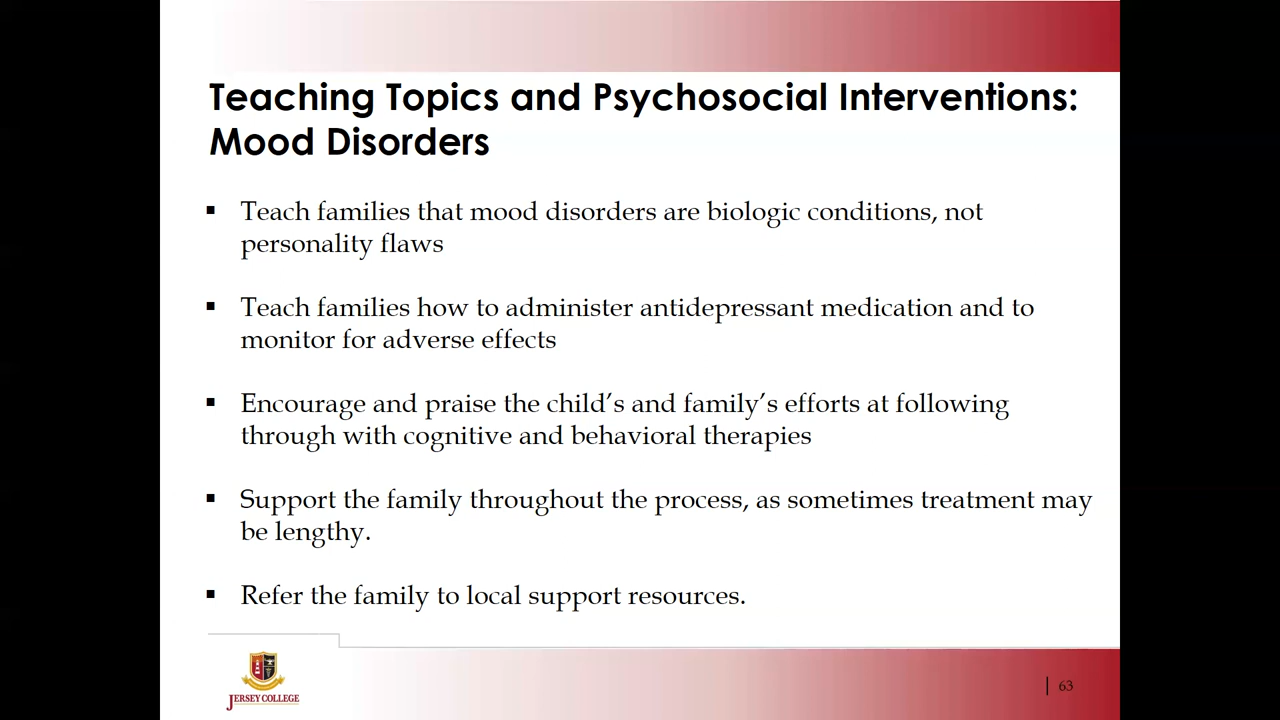 Teaching Topics and Psychosocial Interventions:
Mood Disorders
▪ Teach families that mood disorders are biologic conditions, not
personality flaws
▪ Teach families how to administer antidepressant medication and to
monitor for adverse effects
▪ Encourage and praise the child’s and family’s efforts at following
through with cognitive and behavioral therapies
▪ Support the family throughout the process, as sometimes treatment may
be lengthy.
▪ Refer the family to local support resources.
JERSEY COLLEGE
| 63